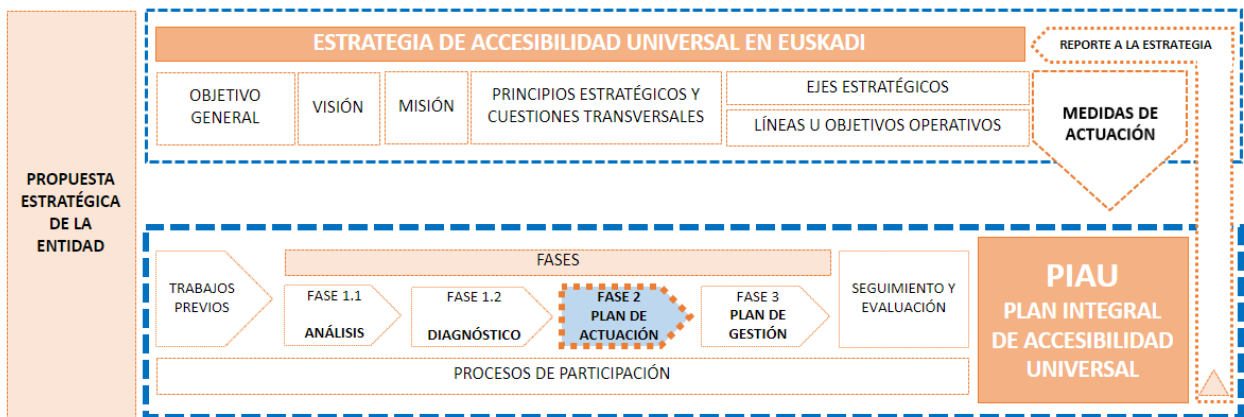 PROPUESTA
ESTRATÉGICA
DE LA
ENTIDAD
ESTRATEGIA DE ACCESIBILIDAD UNIVERSAL EN EUSKADI
REPORTE A LA ESTRATEGIA
OBJETIVO
GENERAL
VISIÓN
MISIÓN
PRINCIPIOS ESTRATÉGICOS Y
CUESTIONES TRANSVERSALES
EJES ESTRATÉGICOS
LÍNEAS U OBJETIVOS OPERATIVOS
MEDIDAS DE
ACTUACIÓN
TRABAJOS
PREVIOS
FASES
FASE 1.1
ANÁLISIS
FASE 1.2
DIAGNÓSTICO
FASE 2
PLAN DE
ACTUACIÓN
FASE 3
PLAN DE
GESTIÓN
SEGUIMIENTO Y
EVALUACIÓN
PROCESOS DE PARTICIPACIÓN
PIAU
PLAN INTEGRAL
DE ACCESIBILIDAD
UNIVERSAL